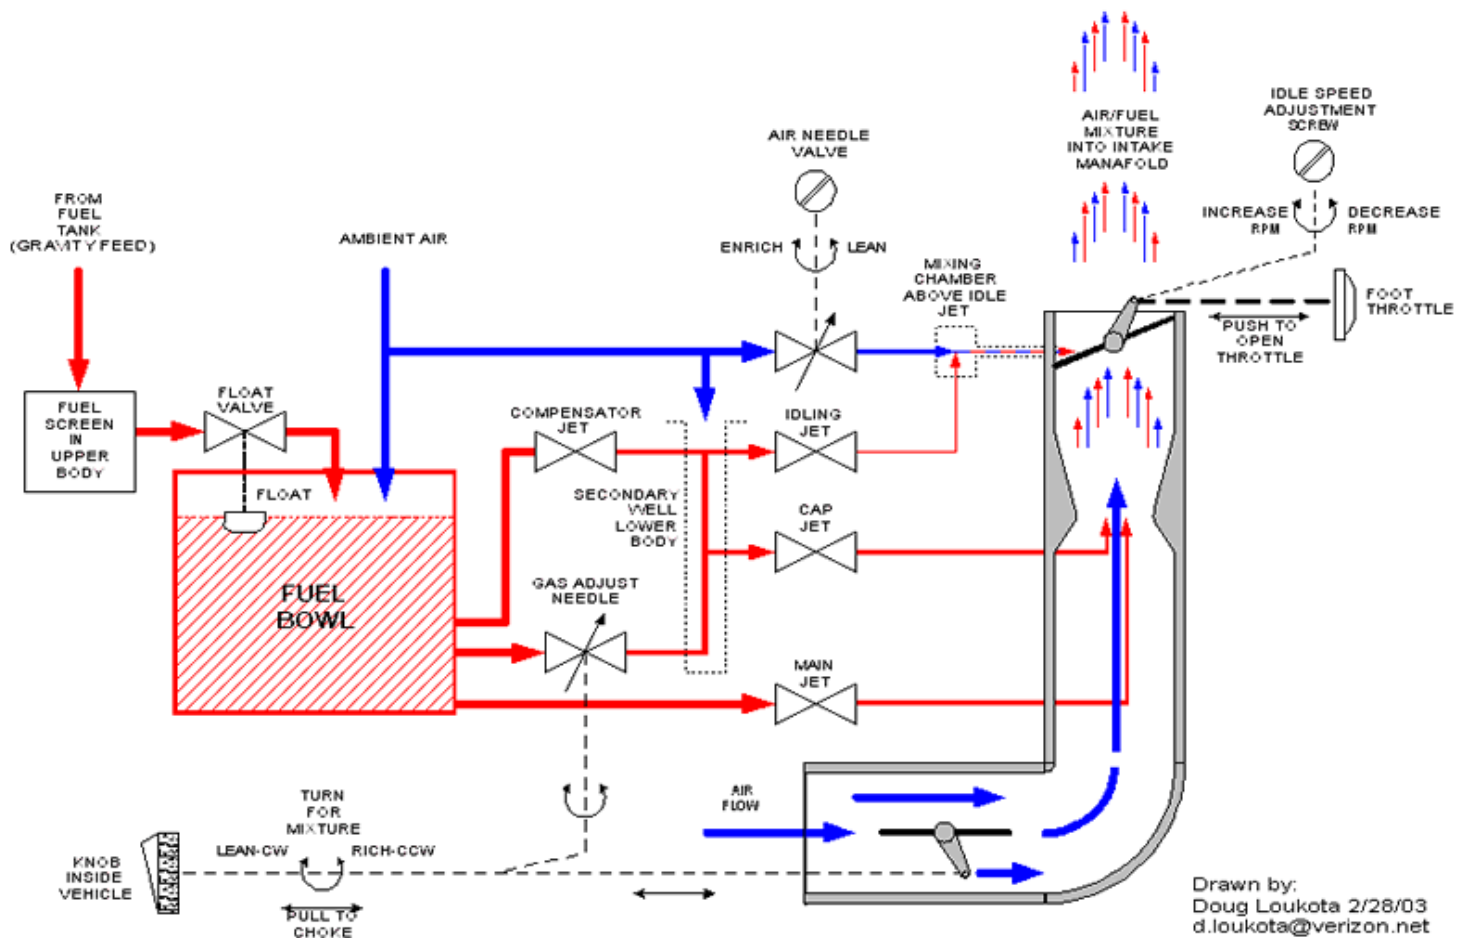 IDLE SPEED
ADJUSTMENT
SCREW
AIR/FUEL
MIXTURE
INTO INTAKE
MANAFOLD
AIR NEEDLE
VALVE
FROM
FUEL
TANK
(GRAVITY FEED)
AMBIENT AIR
ENRICH
LEAN
INCREASE
RPM
DECREASE
RPM
MIXING
CHAMBER
ABOVE IDLE
JET
FOOT
THROTTLE
PUSH TO
OPEN
THROTTLE
FUEL
SCREEN
IN
UPPER
BODY
FLOAT
VALVE
COMPENSATOR
JET
IDLING
JET
FLOAT
SECONDARY
WELL
LOWER
BODY
CAP
JET
FUEL
BOWL
GAS ADJUST
NEEDLE
MAIN
JET
AIR
FLOW
TURN
FOR
MIXTURE
LEAN-CW
RICH-CCW
KNOB
INSIDE
VEHICLE
PULL TO
CHOKE
Drawn by:
Doug Loukota 2/28/03
d.loukota@verizon.net